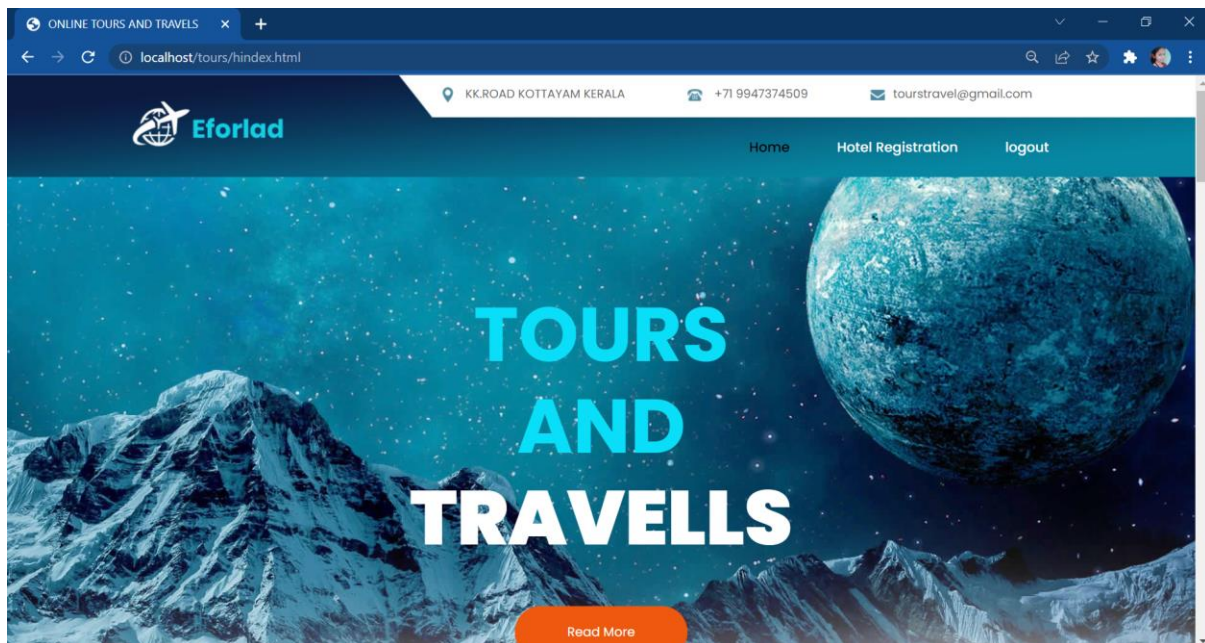 ONLINE TOURS AND TRAVELS
localhost/tours/hindex.html
KK.ROAD KOTTAYAM KERALA +71 9947374509 tourstravel@gmail.com
Eforlad
Home Hotel Registration logout
TOURS
AND
TRAVELLS
Read More